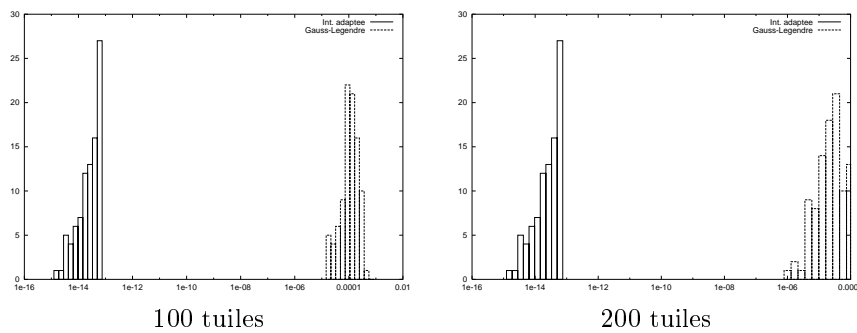 Int. adaptee
Gauss-Legendre
30
25
20
15
10
5
0
1e-16 1e-14 1e-12 1e-10 1e-08 1e-06 0.0001 0.01
100 tuiles
Int. adaptee
Gauss-Legendre
30
25
20
15
10
5
0
1e-16 1e-14 1e-12 1e-10 1e-08 1e-06
200 tuiles